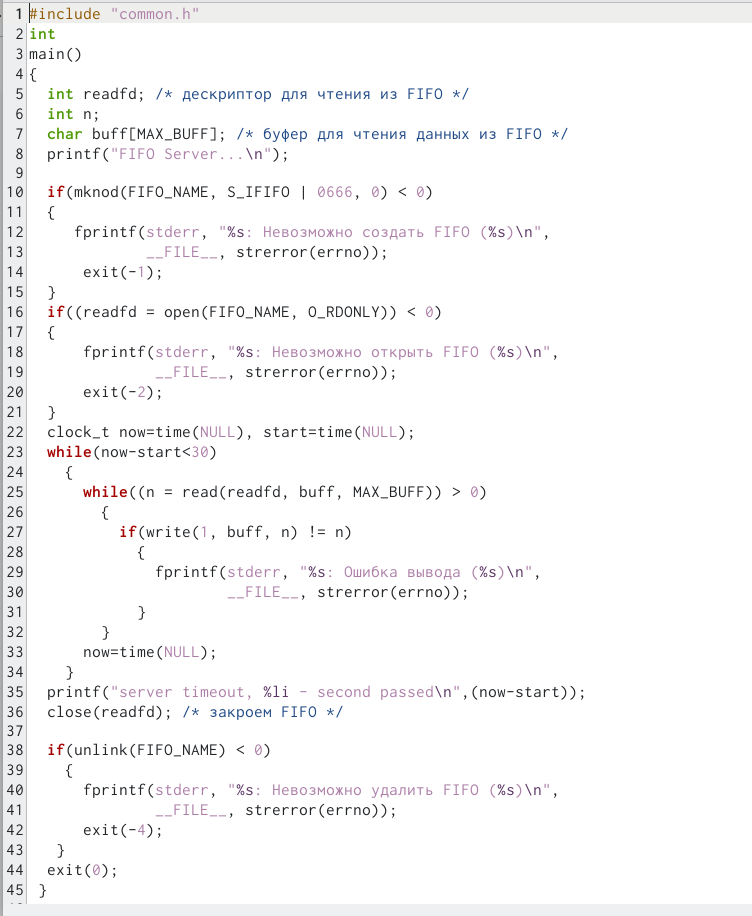 1 #include "common.h"
2 int
3 main()
4 {
5   int readfd; /* дескриптор для чтения из FIFO */
6   int n;
7   char buff[MAX_BUFF]; /* буфер для чтения данных из FIFO */
8   printf("FIFO Server...\n");
9
10   if(mknod(FIFO_NAME, S_IFIFO | 0666, 0) < 0)
11   {
12      fprintf(stderr, "%s: Невозможно создать FIFO (%s)\n",
13              __FILE__, strerror(errno));
14       exit(-1);
15   }
16   if((readfd = open(FIFO_NAME, O_RDONLY)) < 0)
17   {
18       fprintf(stderr, "%s: Невозможно открыть FIFO (%s)\n",
19               __FILE__, strerror(errno));
20       exit(-2);
21   }
22   clock_t now=time(NULL), start=time(NULL);
23   while(now-start<30)
24     {
25       while((n = read(readfd, buff, MAX_BUFF)) > 0)
26         {
27           if(write(1, buff, n) != n)
28             {
29               fprintf(stderr, "%s: Ошибка вывода (%s)\n",
30                       __FILE__, strerror(errno));
31             }
32         }
33       now=time(NULL);
34     }
35   printf("server timeout, %li - second passed\n",(now-start));
36   close(readfd); /* закроем FIFO */
37
38   if(unlink(FIFO_NAME) < 0)
39     {
40       fprintf(stderr, "%s: Невозможно удалить FIFO (%s)\n",
41               __FILE__, strerror(errno));
42       exit(-4);
43    }
44   exit(0);
45  }